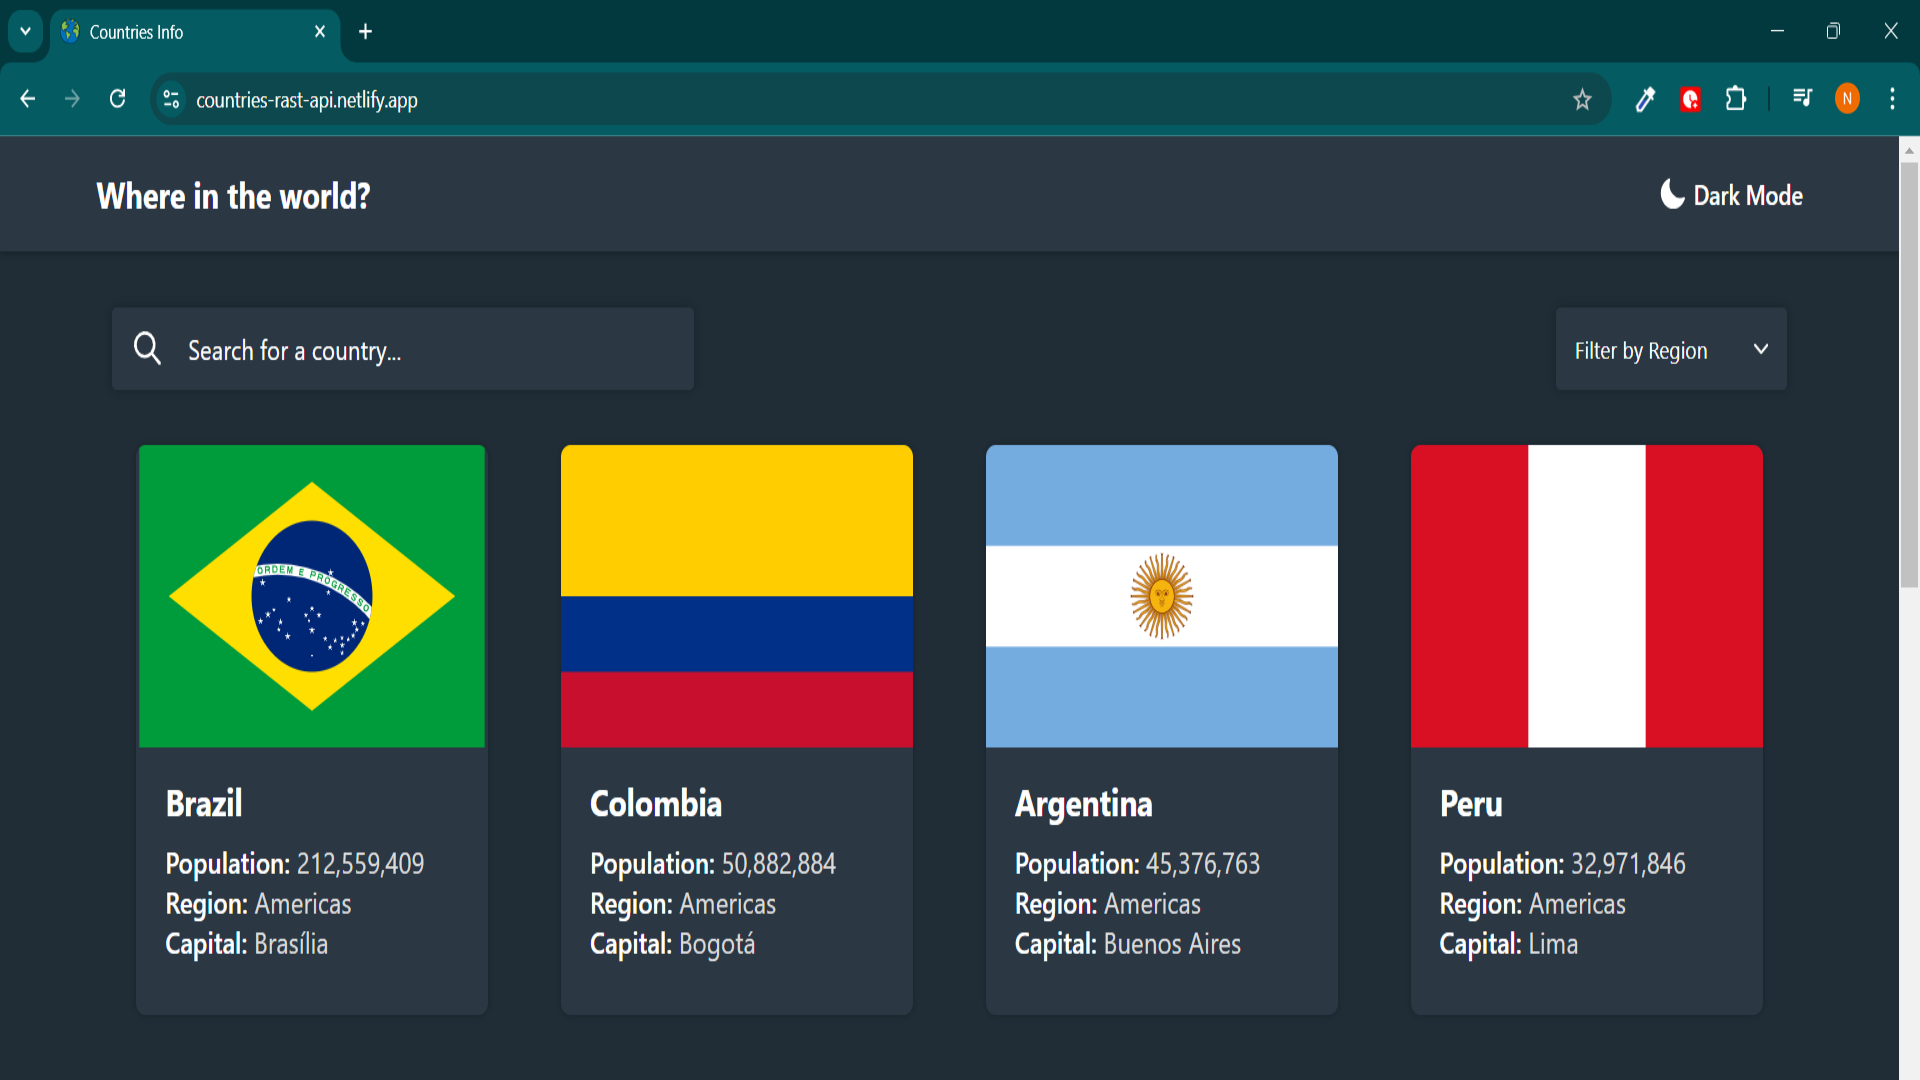 Countries Info
countries-rast-api.netlify.app
N
Where in the world?
Dark Mode
Search for a country...
Filter by Region
ORDEM E PROGRESSO
Brazil
Population: 212,559,409
Region: Americas
Capital: Brasília
Colombia
Population: 50,882,884
Region: Americas
Capital: Bogotá
Argentina
Population: 45,376,763
Region: Americas
Capital: Buenos Aires
Peru
Population: 32,971,846
Region: Americas
Capital: Lima